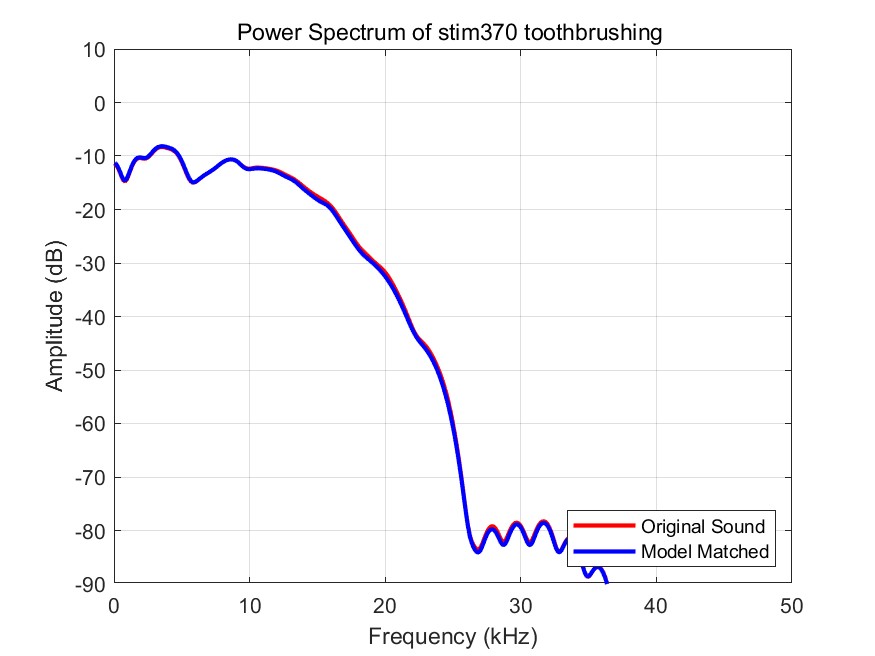 Power Spectrum of stim370 toothbrushing
10
0
-10
-20
-30
-40
-50
-60
-70
-80
-90
Amplitude (dB)
Original Sound
Model Matched
0 10 20 30 40 50
Frequency (kHz)